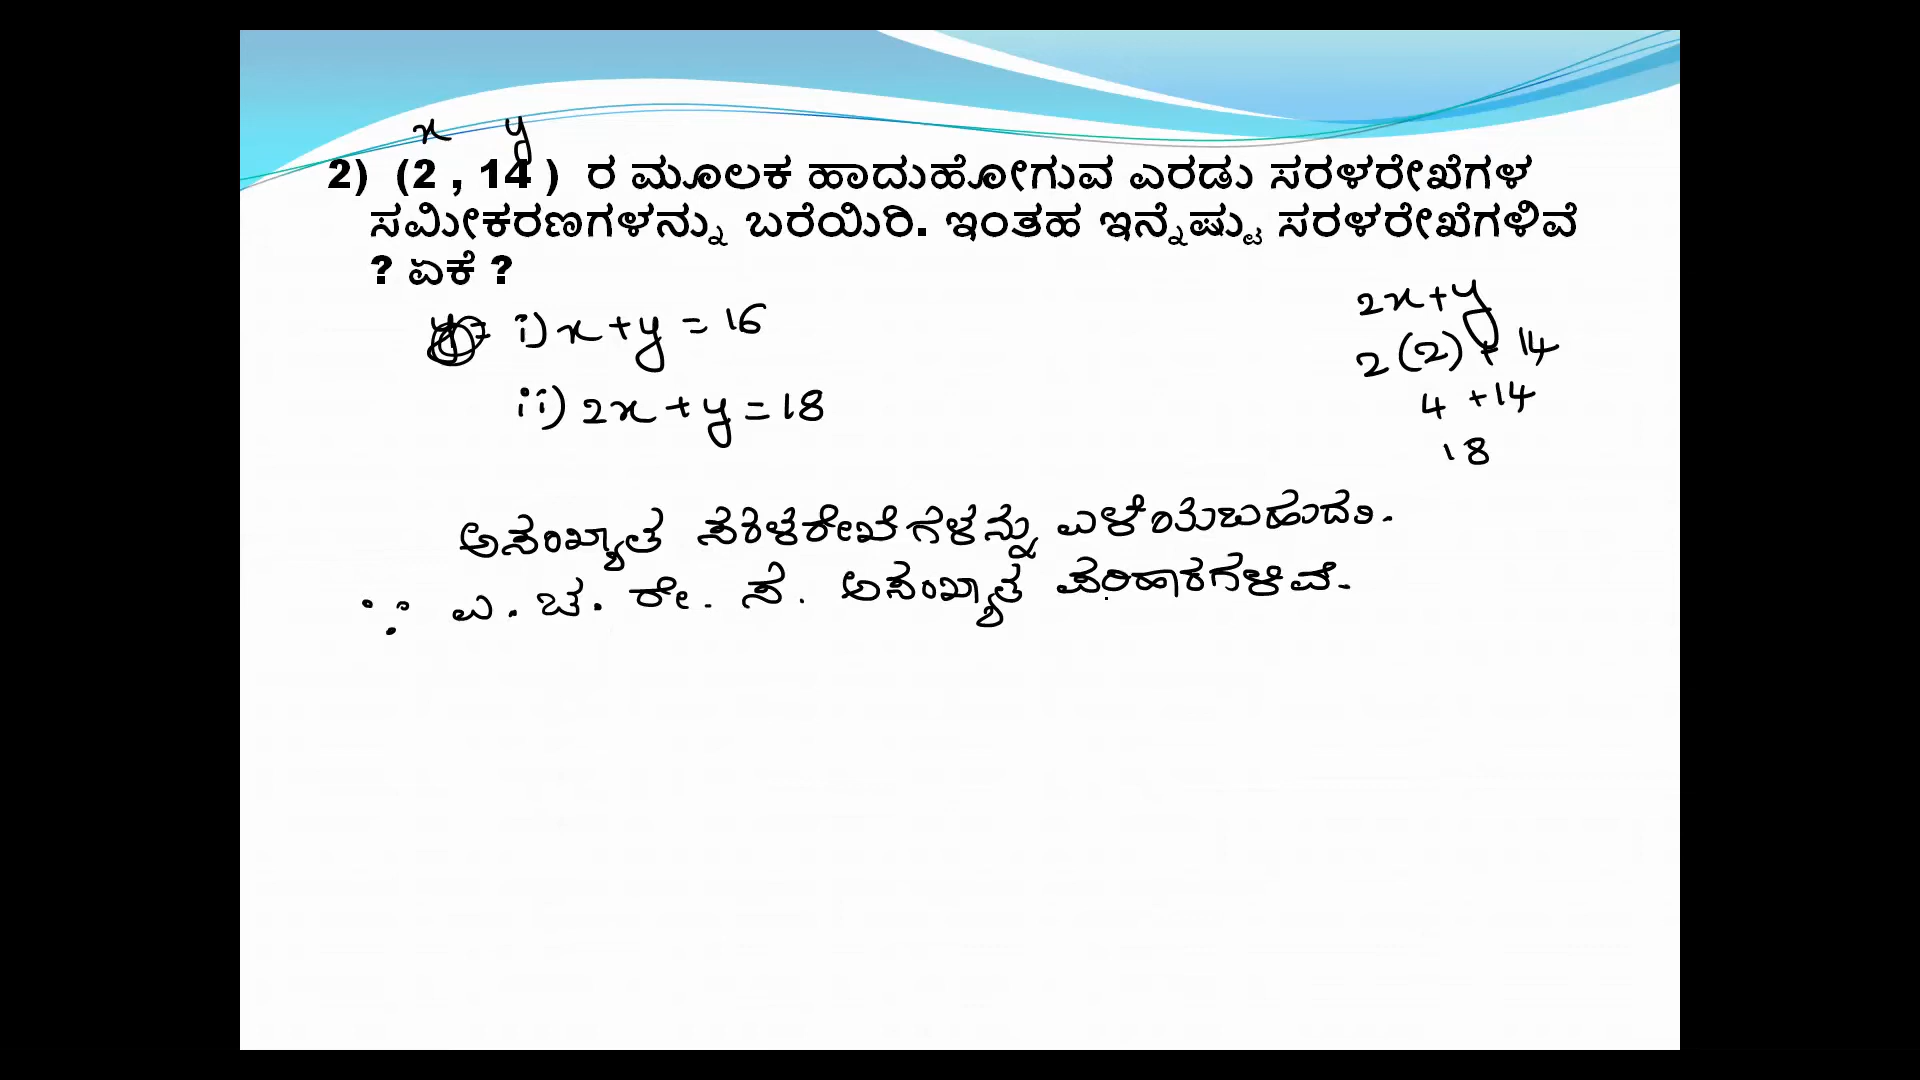 x y
2) (2 , 14 ) ರ ಮೂಲಕ ಹಾದುಹೋಗುವ ಎರಡು ಸರಳರೇಖೆಗಳ
ಸಮೀಕರಣಗಳನ್ನು ಬರೆಯಿರಿ. ಇಂತಹ ಇನ್ನೆಷ್ಟು ಸರಳರೇಖೆಗಳಿವೆ
? ಏಕೆ ?
i) x + y = 16
ii) 2x + y = 18
2x + y
2 (2) + 14
4 + 14
18
ಅಸಂಖ್ಯಾತ ಸರಳರೇಖೆಗಳನ್ನು ಎಳೆಯಬಹುದು.
∵ ಎ. ಚ. ರೇ. ಸ. ಅಸಂಖ್ಯಾತ ಪರಿಹಾರಗಳಿವೆ.